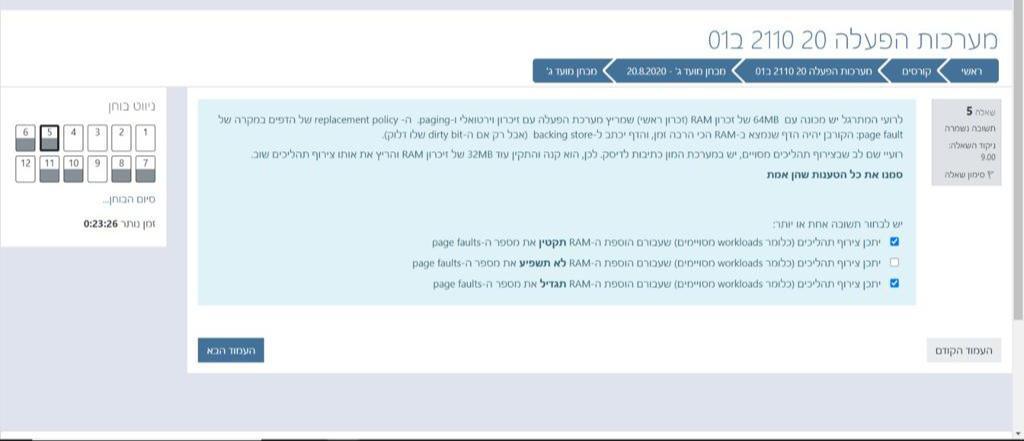 מערכות הפעלה 20 2110 ב01
ראשי
קורסים
מערכות הפעלה 20 2110 ב01
מבחן מועד ג' - 20.8.2020
מבחן מועד ג'
שאלה 5
תשובה נשמרה
ניקוד השאלה:
9.00
סימון שאלה
לרועי המתרגל יש מכונה עם 64MB של זכרון RAM (זכרון ראשי) שמריץ מערכת הפעלה עם זיכרון וירטואלי ו-paging. ה- replacement policy של הדפים במקרה של
page fault: הקורבן יהיה הדף שנמצא ב-RAM הכי הרבה זמן, והדף יכתב ל-backing store (אבל רק אם ה-dirty bit שלו דלוק).
רועיי שם לב שבצירוף תהליכים מסויים, יש במערכת המון כתיבות לדיסק. לכן, הוא קנה והתקין עוד 32MB של זיכרון RAM והריץ את אותו צירוף תהליכים שוב.
סמנו את כל הטענות שהן אמת
יש לבחור תשובה אחת או יותר:
יתכן צירוף תהליכים (כלומר workloads מסויימים) שעבורם הוספת ה-RAM תקטין את מספר ה-page faults
יתכן צירוף תהליכים (כלומר workloads מסויימים) שעבורם הוספת ה-RAM לא תשפיע את מספר ה-page faults
יתכן צירוף תהליכים (כלומר workloads מסויימים) שעבורם הוספת ה-RAM תגדיל את מספר ה-page faults
העמוד הקודם
העמוד הבא
ניווט בוחן
1 2 3 4 5 6
7 8 9 10 11 12
סיום הבוחן...
זמן נותר 0:23:26